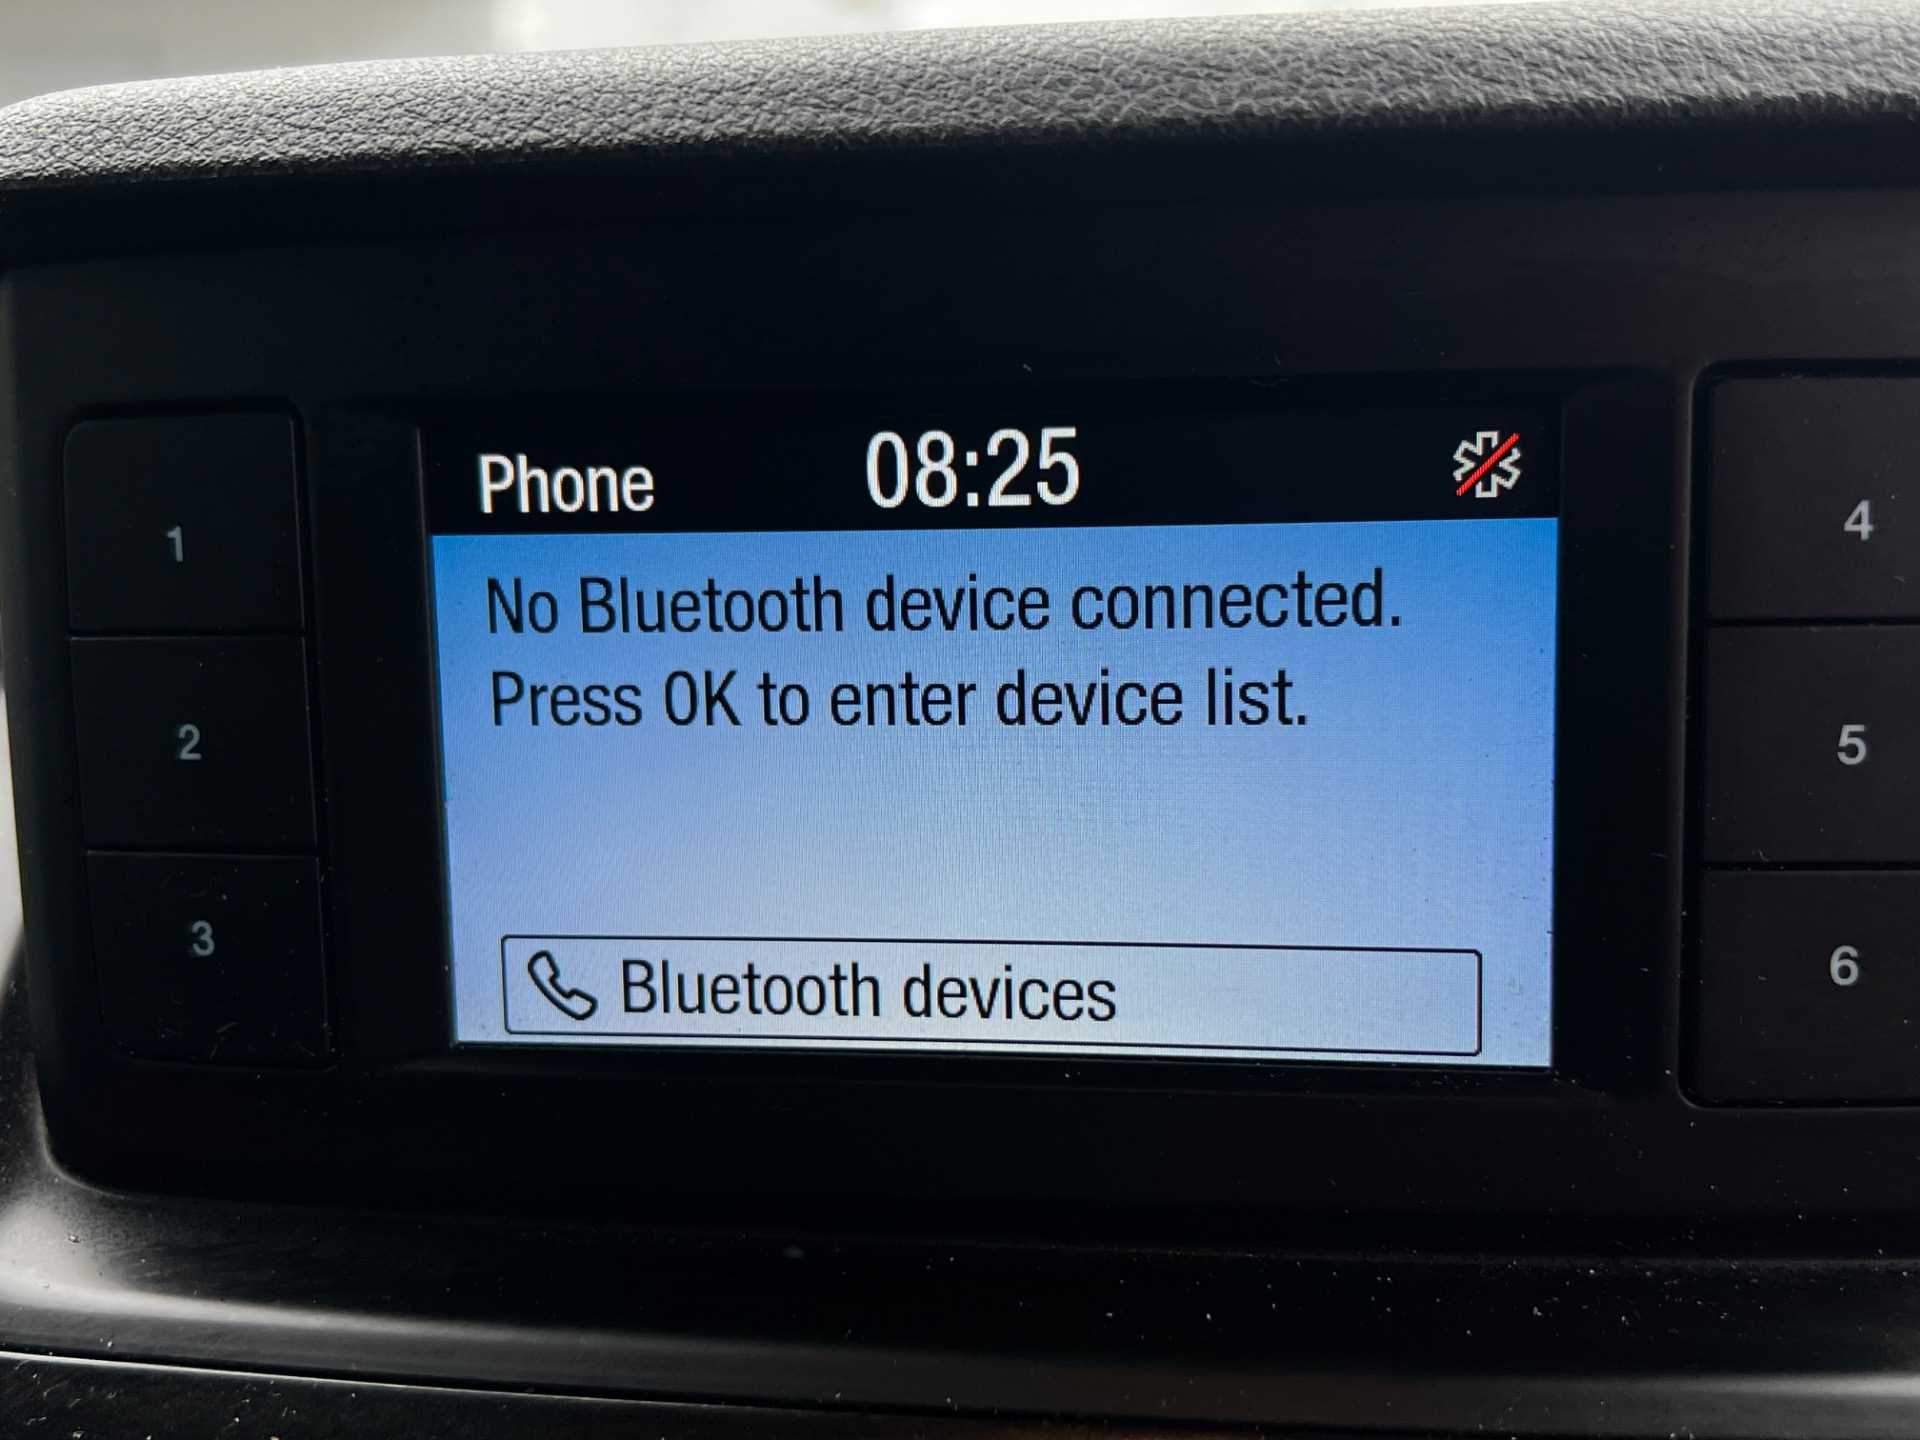 Phone 08:25
No Bluetooth device connected.
Press OK to enter device list.
Bluetooth devices
1
2
3
4
5
6